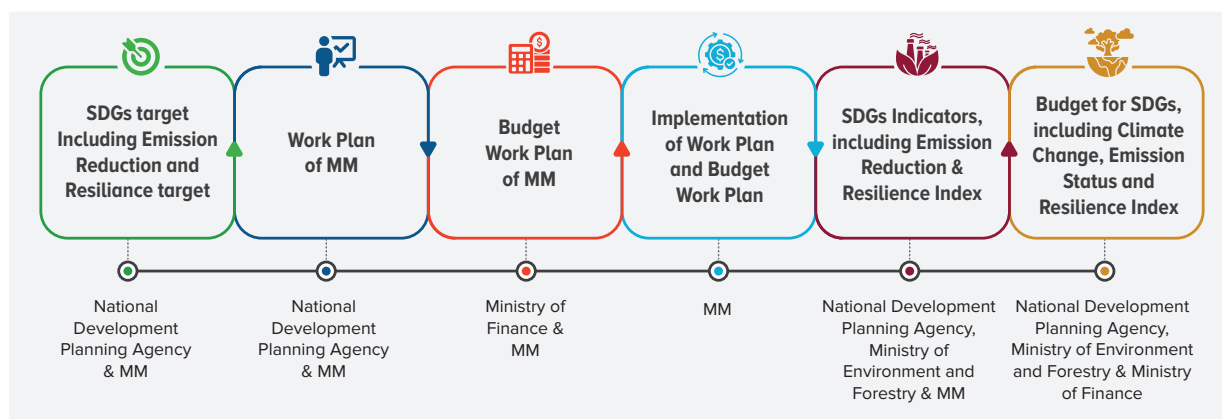 SDGs target
Including Emission
Reduction and
Resiliance target
Work Plan
of MM
Budget
Work Plan
of MM
Implementation
of Work Plan
and Budget
Work Plan
SDGs Indicators,
including Emission
Reduction &
Resilience Index
Budget for SDGs,
including Climate
Change, Emission
Status and
Resilience Index
National
Development
Planning Agency
& MM
National
Development
Planning Agency
& MM
Ministry of
Finance &
MM
MM
National Development
Planning Agency,
Ministry of
Environment and
Forestry & MM
National Development
Planning Agency,
Ministry of Environment
and Forestry & Ministry
of Finance